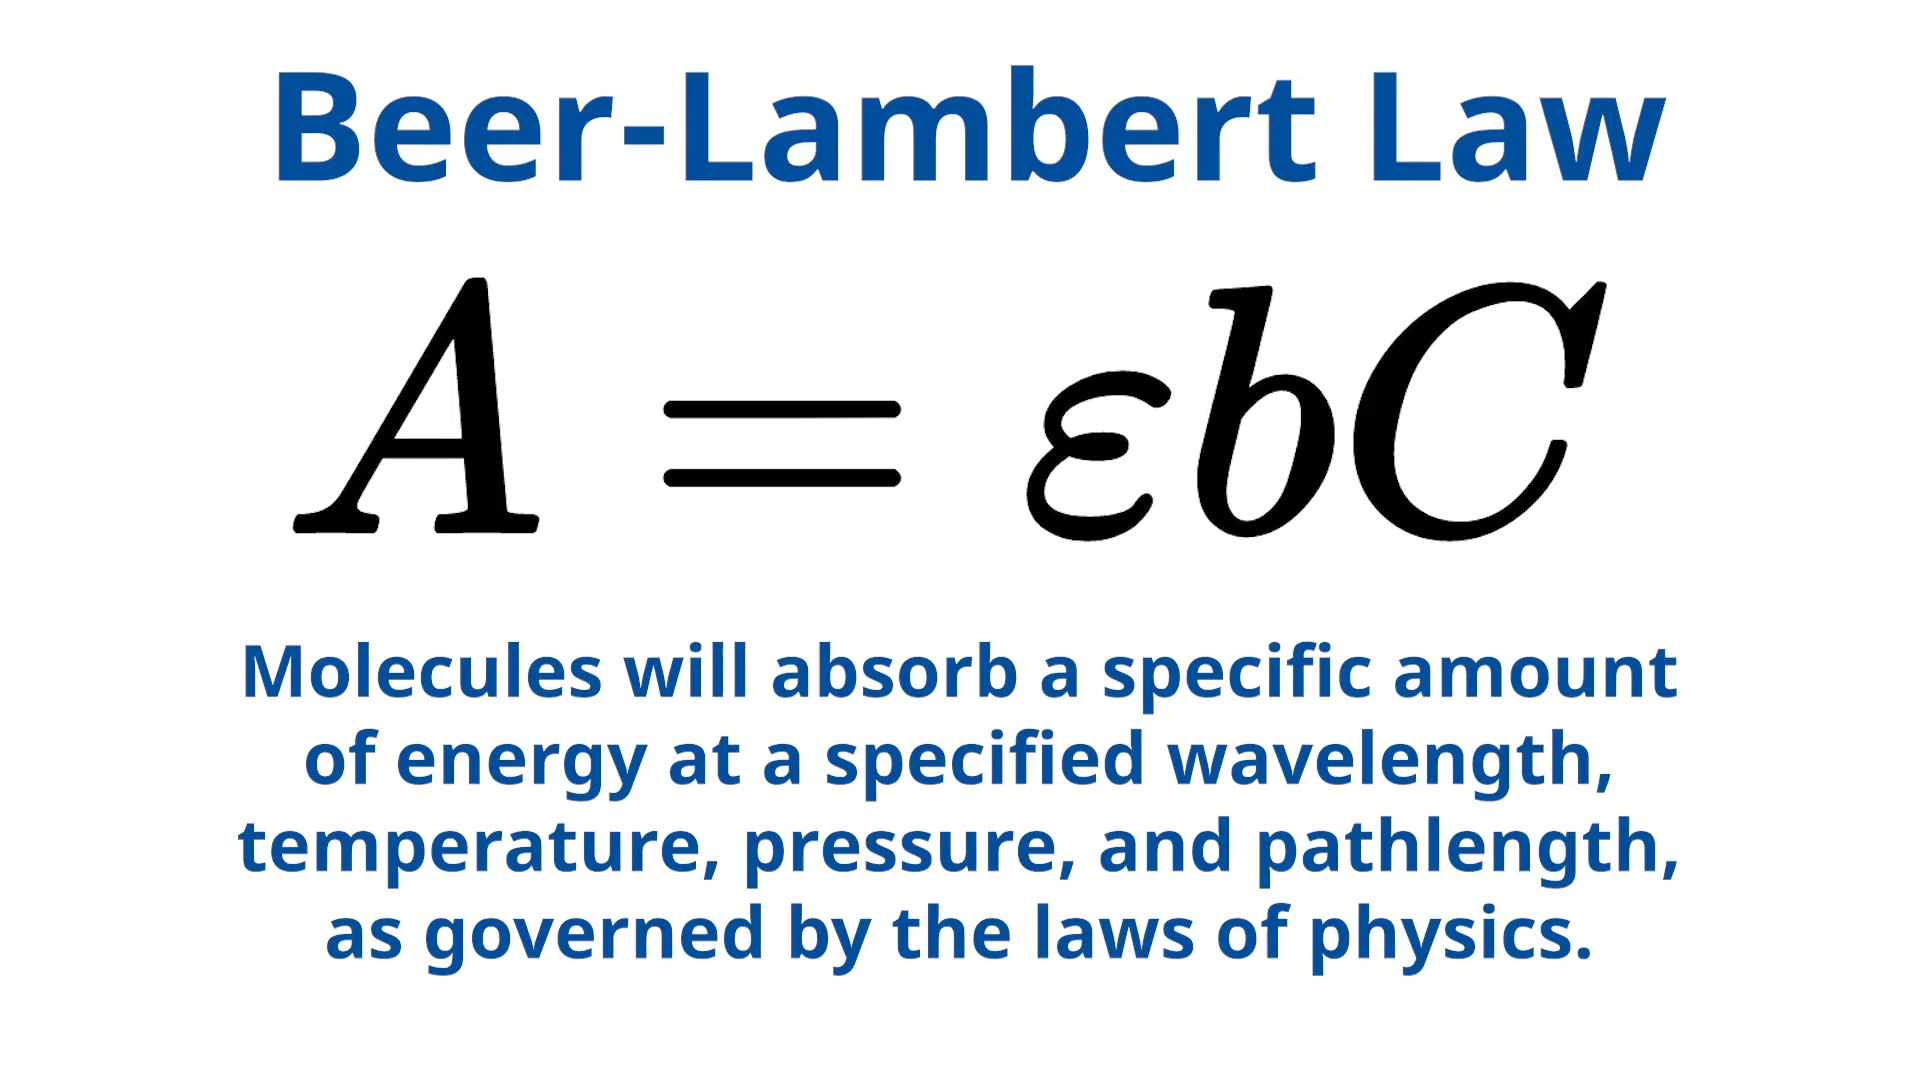 Beer-Lambert Law
A = εbC
Molecules will absorb a specific amount
of energy at a specified wavelength,
temperature, pressure, and pathlength,
as governed by the laws of physics.